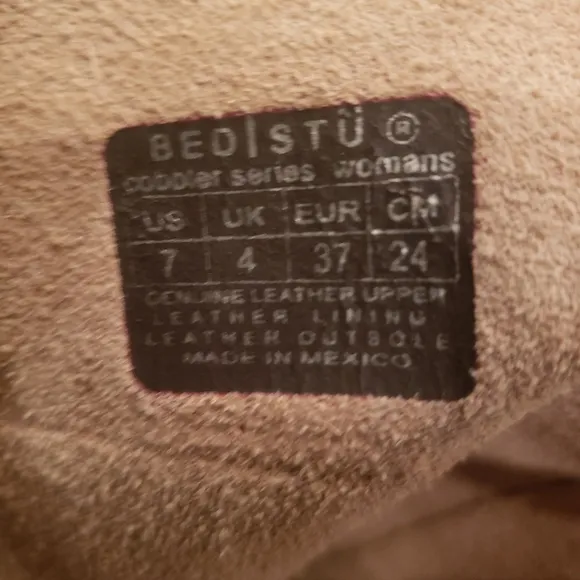 BED|STÜ ®
cobbler series womans
US UK EUR CM
7 4 37 24
GENUINE LEATHER UPPER
LEATHER LINING
LEATHER OUTSOLE
MADE IN MEXICO